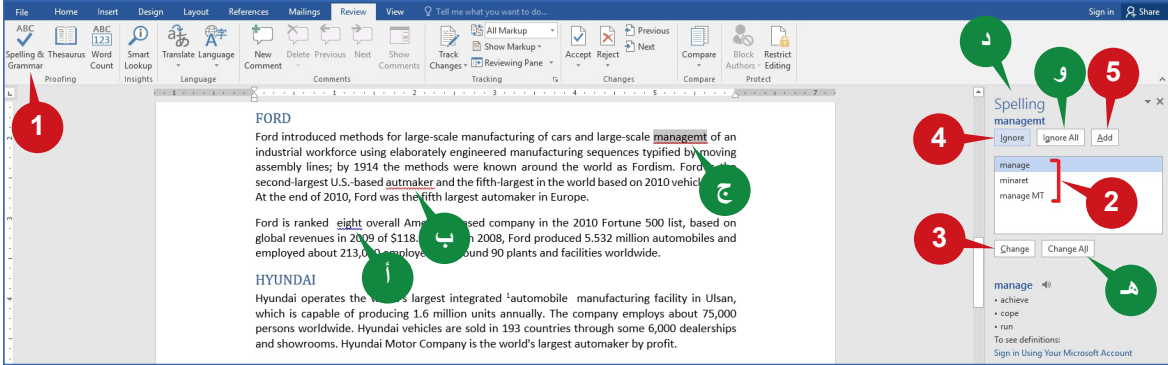 File Home Insert Design Layout References Mailings Review View Tell me what you want to do... Sign in Share
ABC ABC 123
Spelling & Grammar Thesaurus Word Count Smart Lookup Translate Language New Comment Delete Previous Next Show Comments Track Changes All Markup Show Markup Reviewing Pane Accept Reject Previous Next Compare Block Authors Restrict Editing
Proofing Insights Language Comments Tracking Changes Compare Protect
1
د
و
5
4
2
3
هـ
ج
ب
أ
FORD
Ford introduced methods for large-scale manufacturing of cars and large-scale managemt of an
industrial workforce using elaborately engineered manufacturing sequences typified by moving
assembly lines; by 1914 the methods were known around the world as Fordism. Ford
second-largest U.S.-based autmaker and the fifth-largest in the world based on 2010
At the end of 2010, Ford was the fifth largest automaker in Europe.
Ford is ranked eight overall company in the 2010 Fortune 500 list, based on
global revenues in 2009 of $118. 2008, Ford produced 5.532 million automobiles and
employed about 90 plants and facilities worldwide.
HYUNDAI
Hyundai operates the largest integrated ¹automobile manufacturing facility in Ulsan,
which is capable of producing 1.6 million units annually. The company employs about 75,000
persons worldwide. Hyundai vehicles are sold in 193 countries through some 6,000 dealerships
and showrooms. Hyundai Motor Company is the world's largest automaker by profit.
Spelling
managemt
Ignore Ignore All Add
manage
minaret
manage MT
Change Change All
manage
• achieve
• cope
• run
To see definitions:
Sign in Using Your Microsoft Account